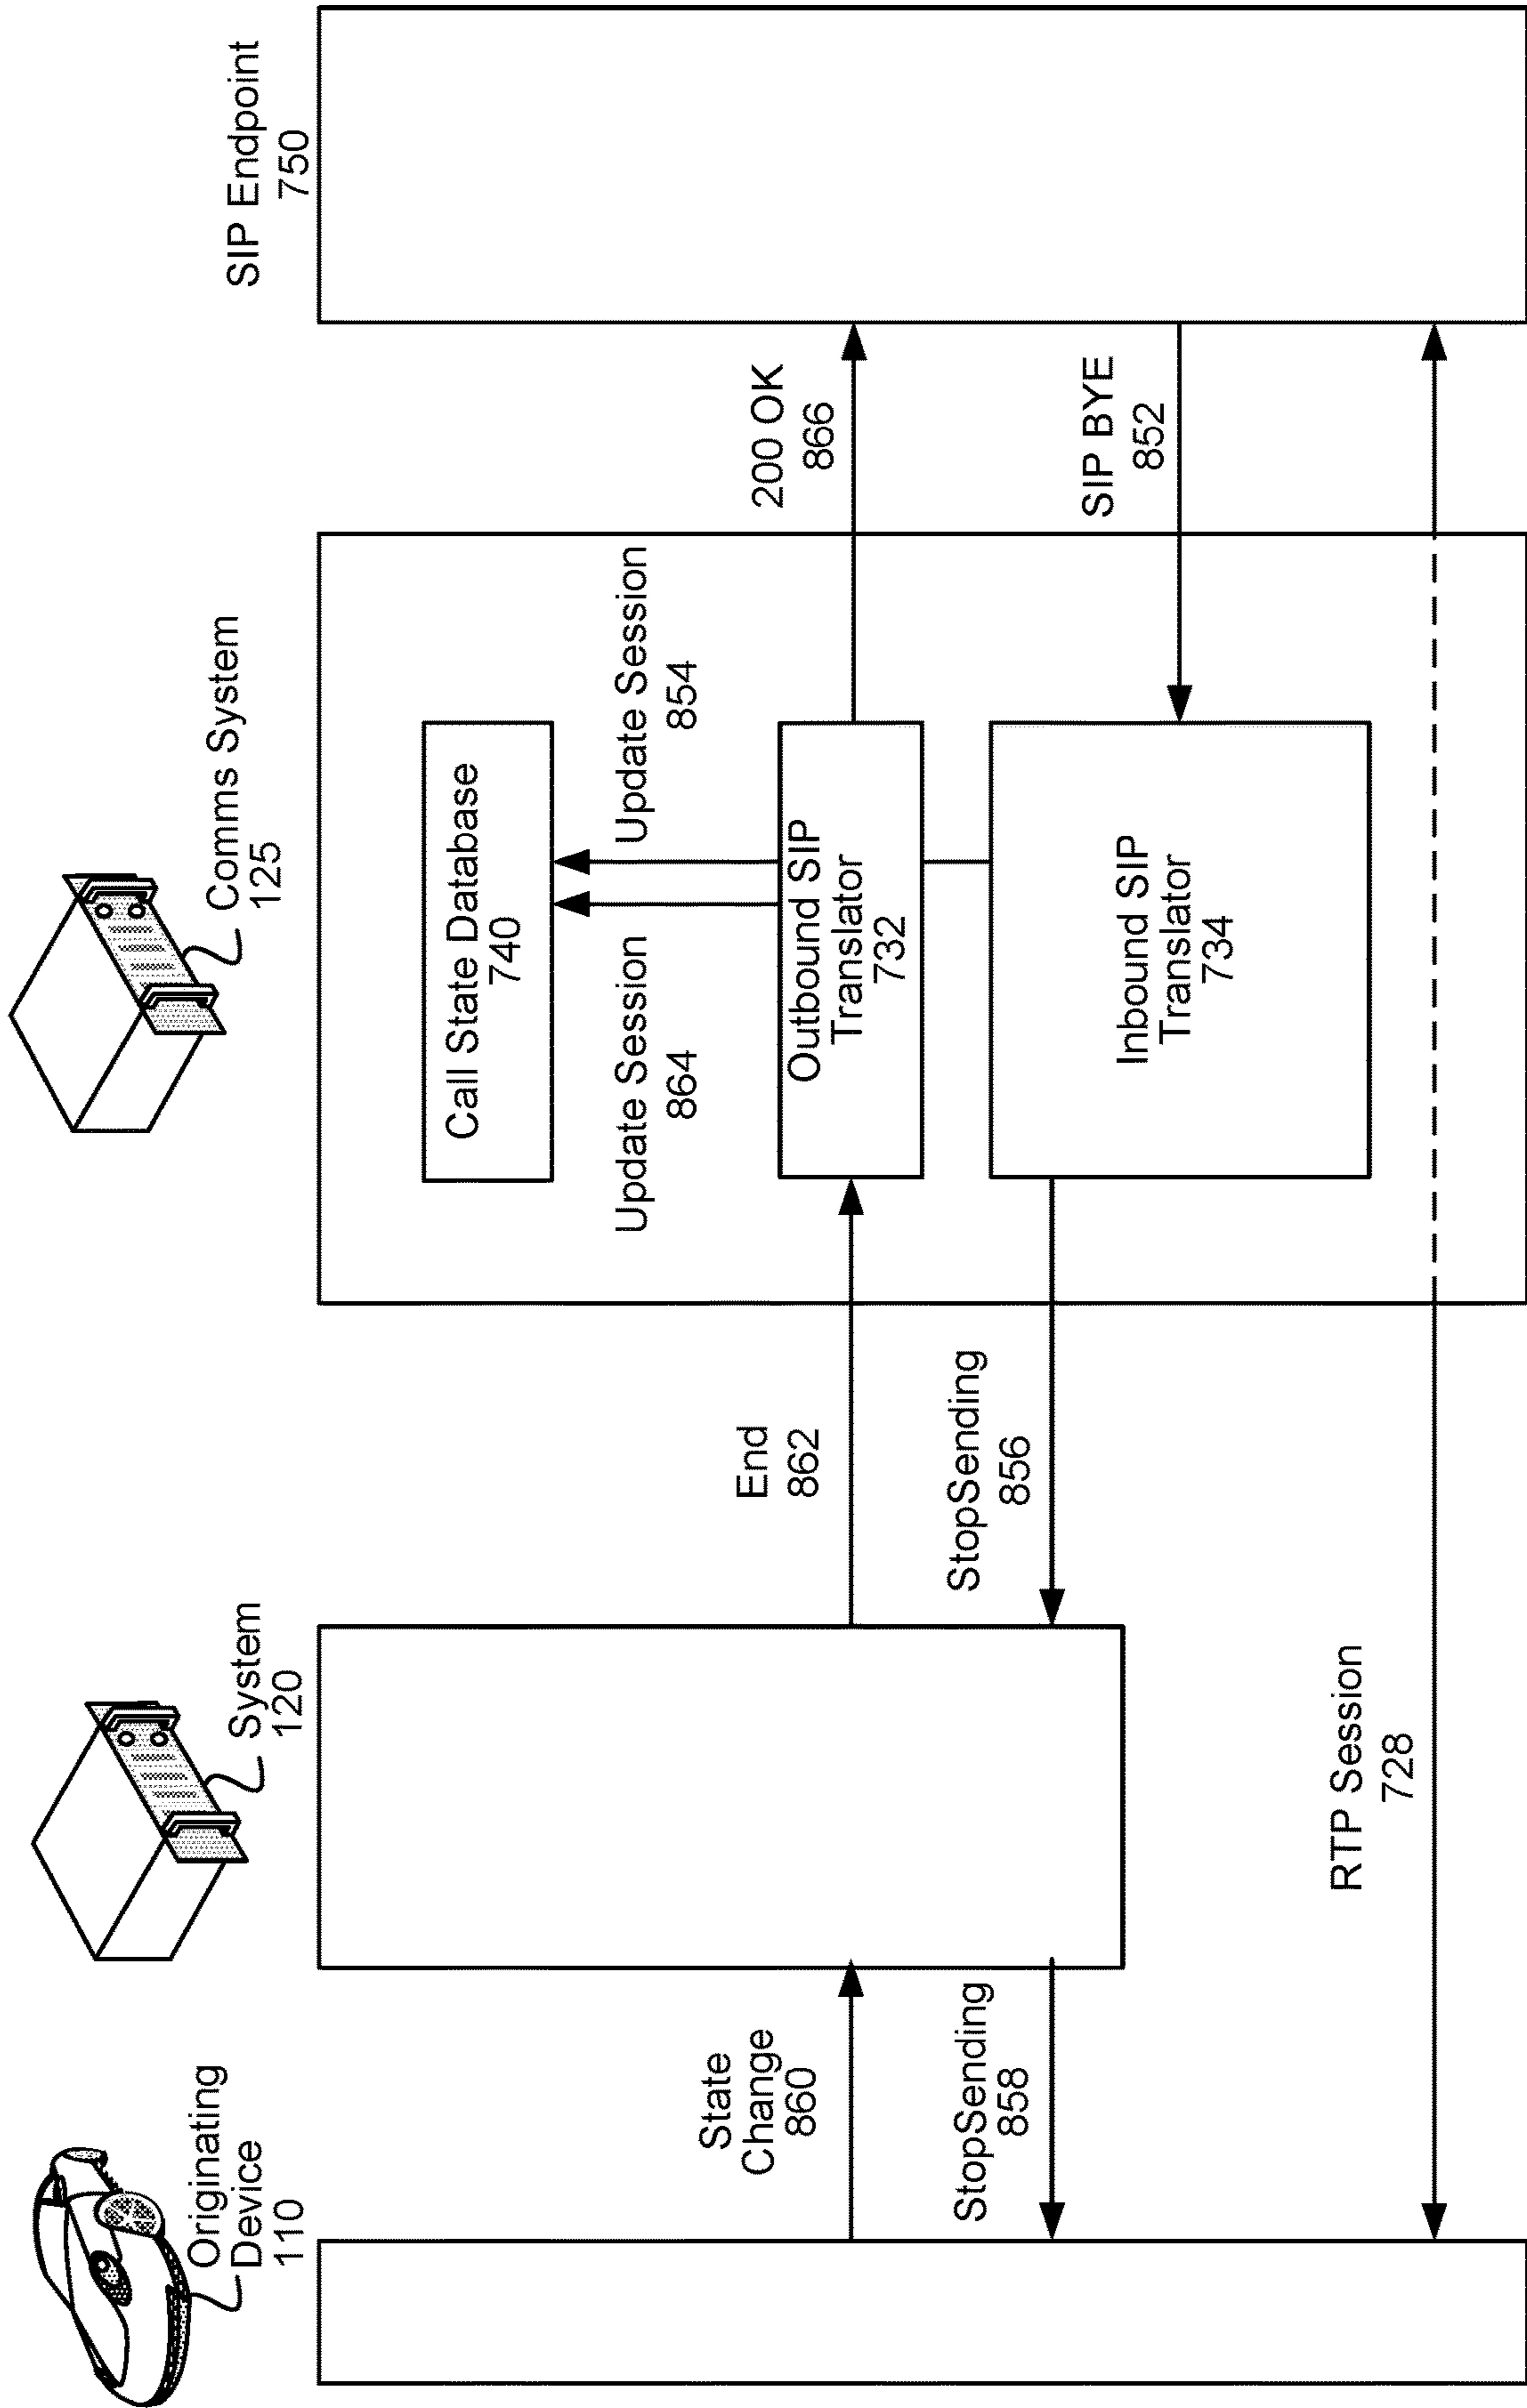 Originating
Device
110
System
120
Comms System
125
SIP Endpoint
750
Call State Database
740
Update Session
864
Update Session
854
State
Change
860
End
862
Outbound SIP
Translator
732
200 OK
866
StopSending
858
StopSending
856
Inbound SIP
Translator
734
SIP BYE
852
RTP Session
728